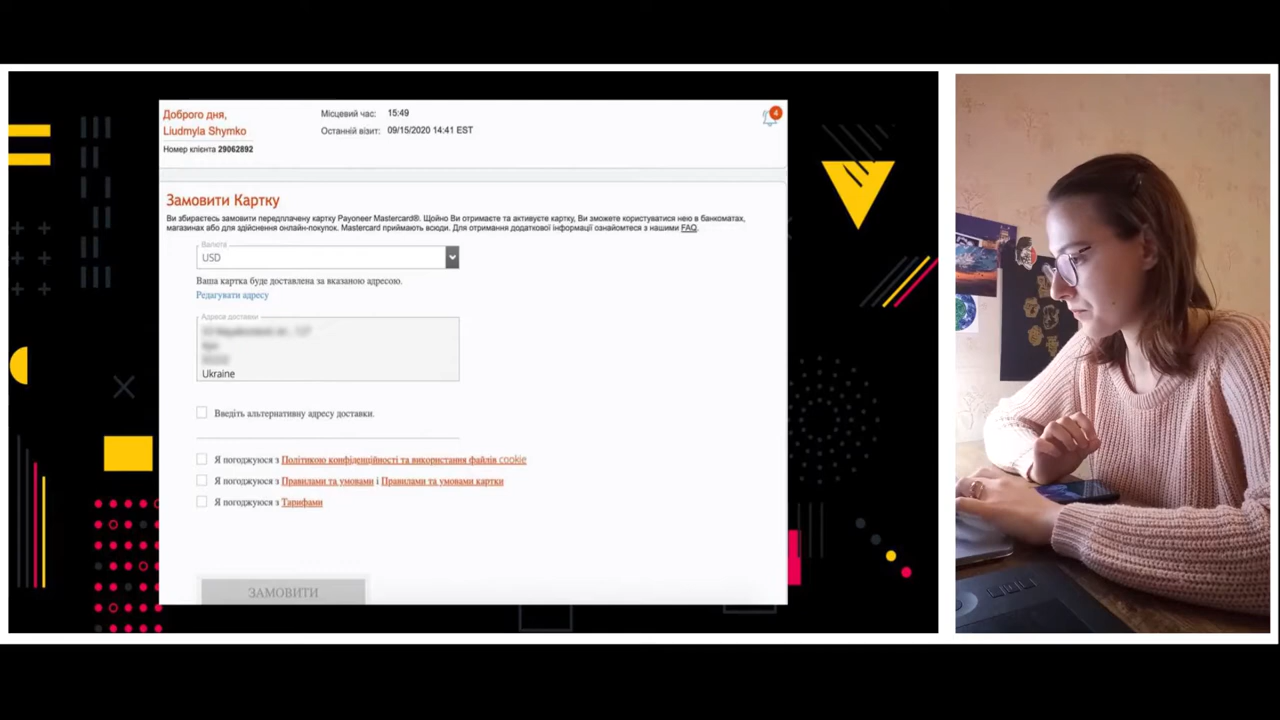 Доброго дня,
Liudmyla Shymko
Номер клієнта 29062892
Місцевий час: 15:49
Останній візит: 09/15/2020 14:41 EST
4
Замовити Картку
Ви збираєтесь замовити передплачену картку Payoneer Mastercard®. Щойно Ви отримаєте та активуєте картку, Ви зможете користуватися нею в банкоматах,
магазинах або для здійснення онлайн-покупок. Mastercard приймають всюди. Для отримання додаткової інформації ознайомтеся з нашими FAQ.
Валюта
USD
Ваша картка буде доставлена за вказаною адресою.
Редагувати адресу
Адреса доставки
Ukraine
Введіть альтернативну адресу доставки.
Я погоджуюся з Політикою конфіденційності та використання файлів cookie
Я погоджуюся з Правилами та умовами і Правилами та умовами картки
Я погоджуюся з Тарифами
ЗАМОВИТИ